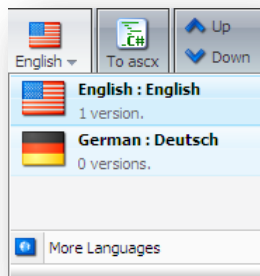 C#
English
To ascx
Up
Down
English : English
1 version.
German : Deutsch
0 versions.
More Languages